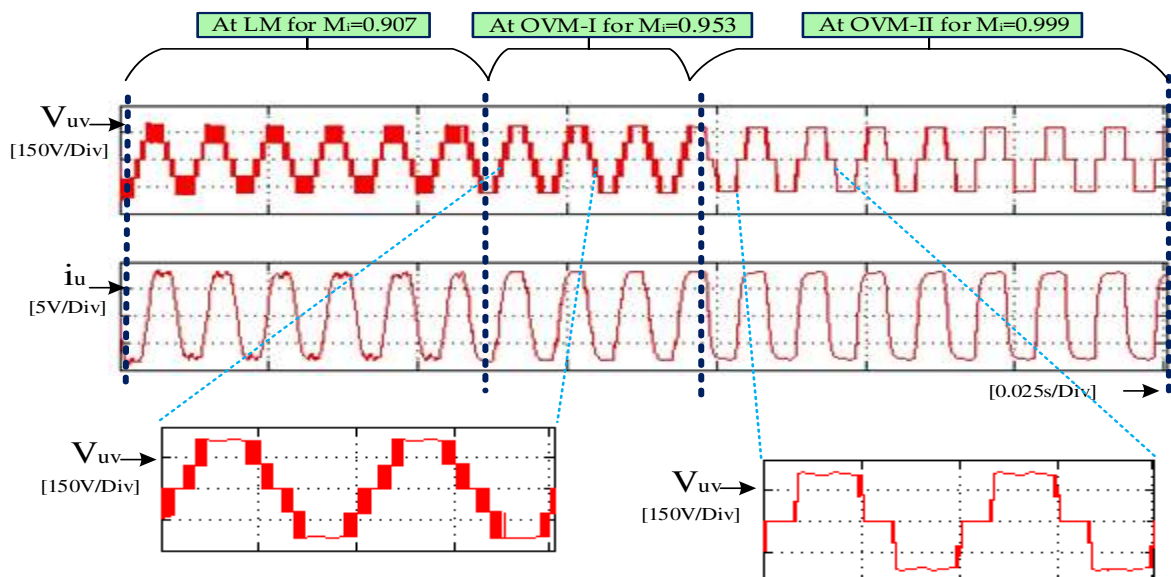 At LM for Mi=0.907
At OVM-I for Mi=0.953
At OVM-II for Mi=0.999
Vuv
[150V/Div]
iu
[5V/Div]
[0.025s/Div]
Vuv
[150V/Div]
Vuv
[150V/Div]